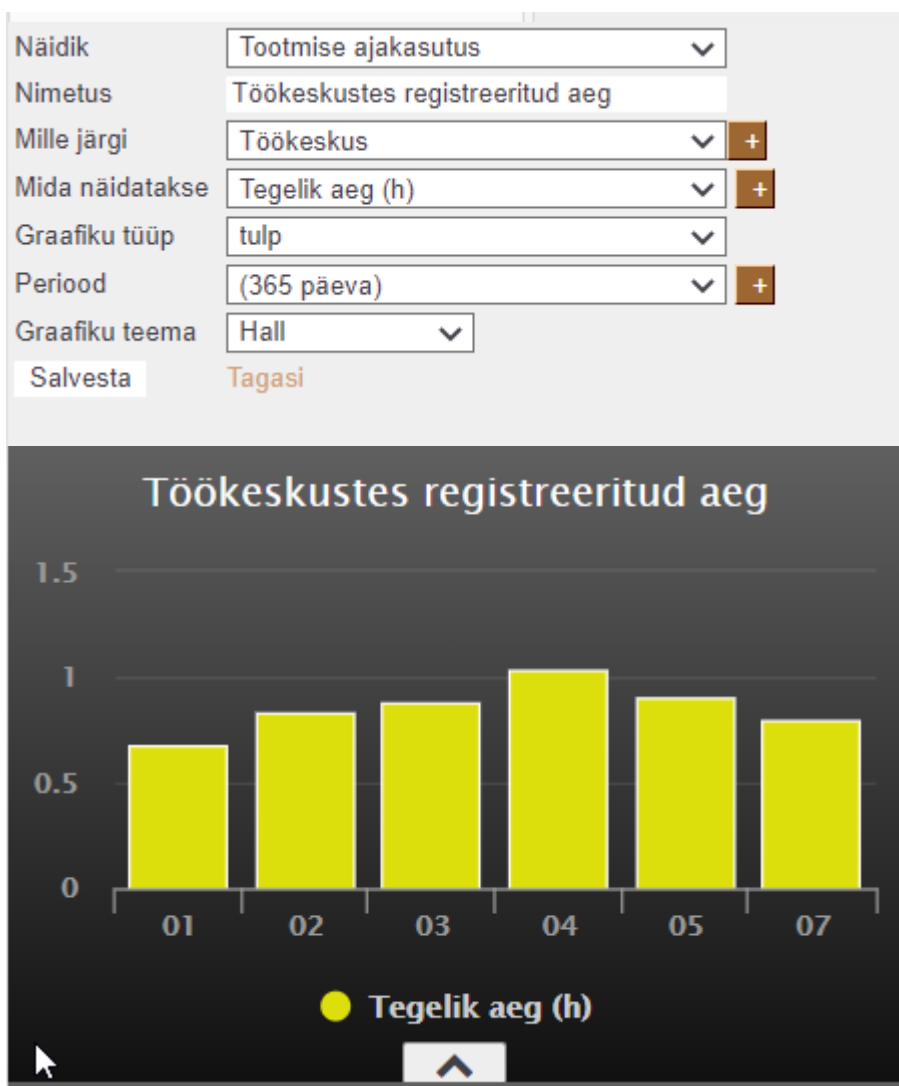 Näidik Tootmise ajakasutus
Nimetus Töökeskustes registreeritud aeg
Mille järgi Töökeskus +
Mida näidatakse Tegelik aeg (h) +
Graafiku tüüp tulp
Periood (365 päeva) +
Graafiku teema Hall
Salvesta Tagasi
Töökeskustes registreeritud aeg
1.5
1
0.5
0
01 02 03 04 05 07
Tegelik aeg (h)